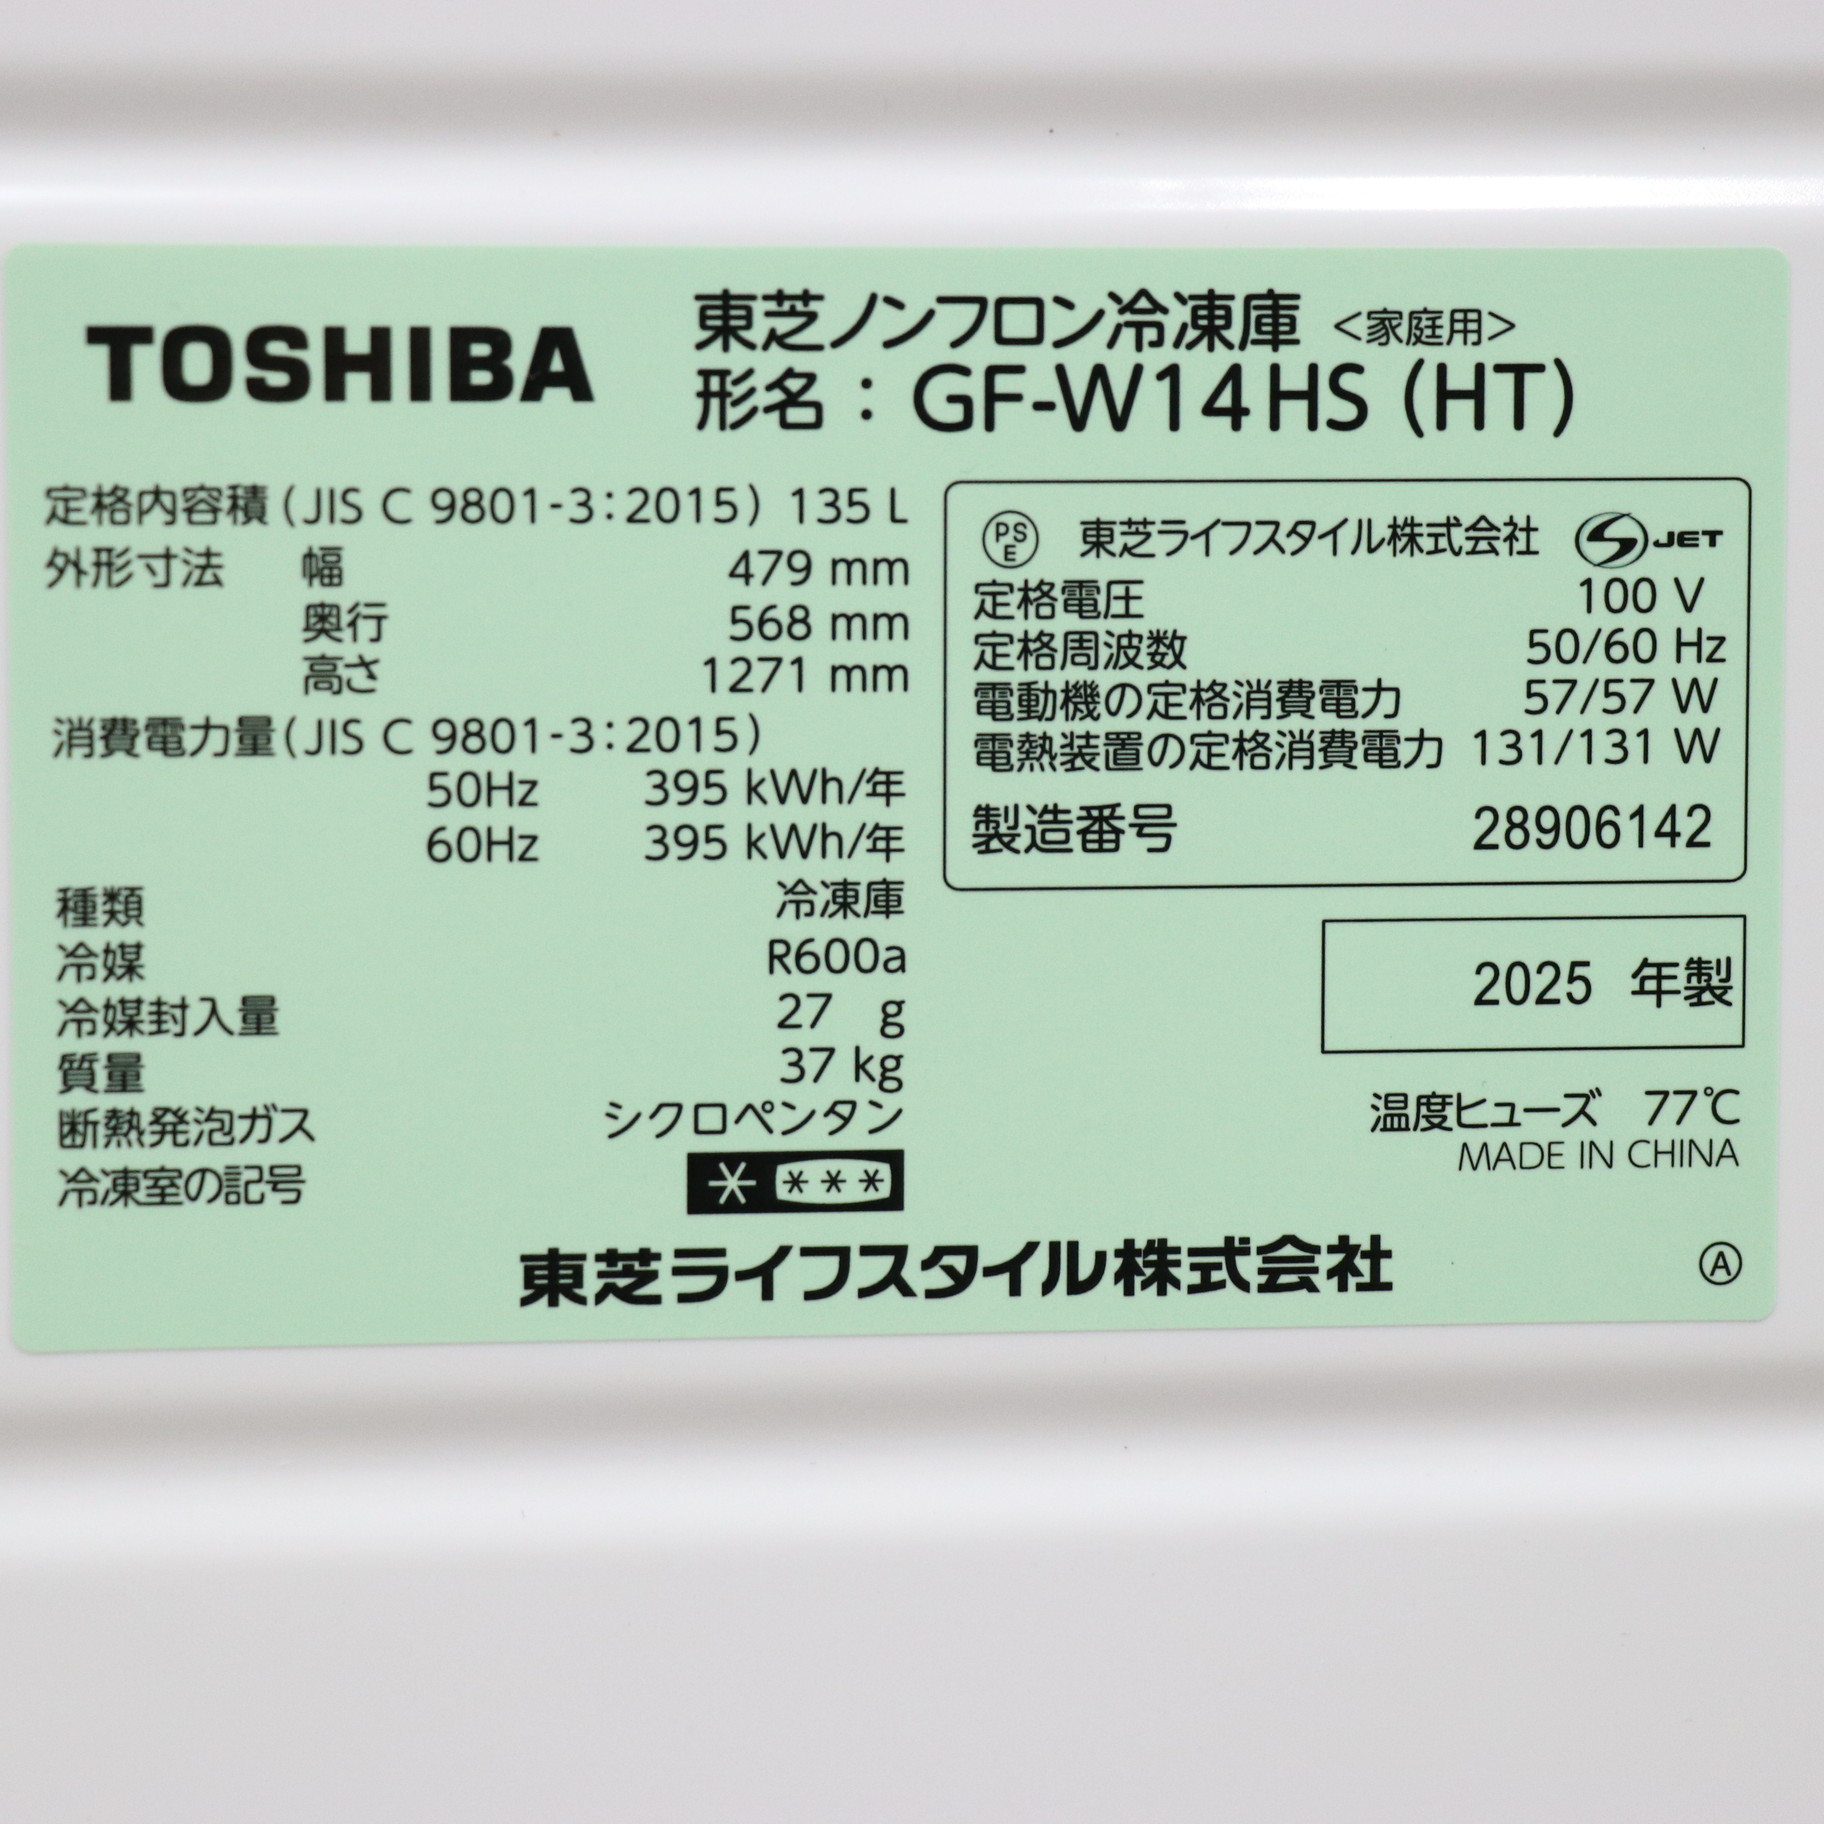 TOSHIBA
東芝ノンフロン冷凍庫 <家庭用>
形名：GF-W14HS (HT)
定格内容積 (JIS C 9801-3:2015) 135 L
外形寸法 幅 479 mm
奥行 568 mm
高さ 1271 mm
消費電力量 (JIS C 9801-3:2015)
50Hz 395 kWh/年
60Hz 395 kWh/年
種類 冷凍庫
冷媒 R600a
冷媒封入量 27 g
質量 37 kg
断熱発泡ガス シクロペンタン
冷凍室の記号 * ***
PS E 東芝ライフスタイル株式会社 S JET
定格電圧 100 V
定格周波数 50/60 Hz
電動機の定格消費電力 57/57 W
電熱装置の定格消費電力 131/131 W
製造番号 28906142
2025 年製
温度ヒューズ 77℃
MADE IN CHINA
東芝ライフスタイル株式会社
Ⓐ